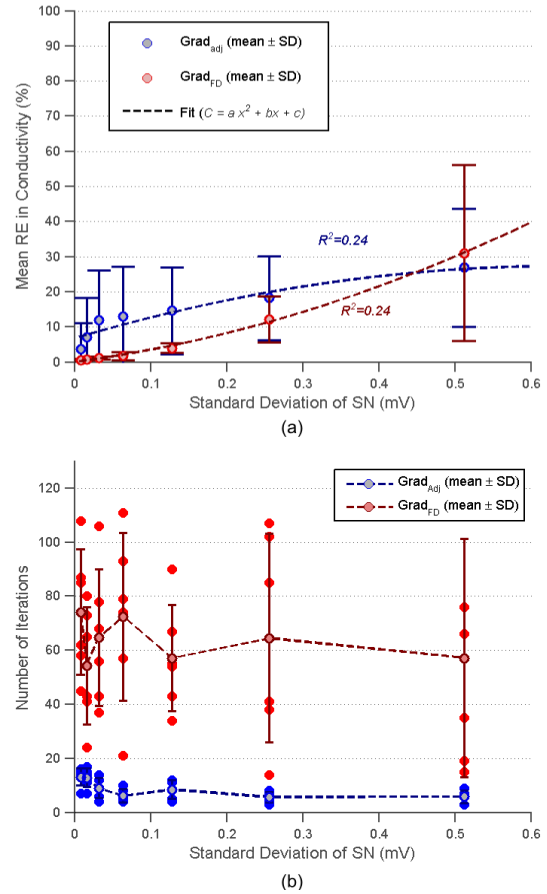 100
90
80
70
60
50
40
30
20
10
0
Mean RE in Conductivity (%)
Grad_adj (mean ± SD)
Grad_FD (mean ± SD)
Fit (C = a x² + bx + c)
R²=0.24
R²=0.24
0 0.1 0.2 0.3 0.4 0.5 0.6
Standard Deviation of SN (mV)
(a)
120
100
80
60
40
20
0
Number of Iterations
Grad_Adj (mean ± SD)
Grad_FD (mean ± SD)
0 0.1 0.2 0.3 0.4 0.5 0.6
Standard Deviation of SN (mV)
(b)